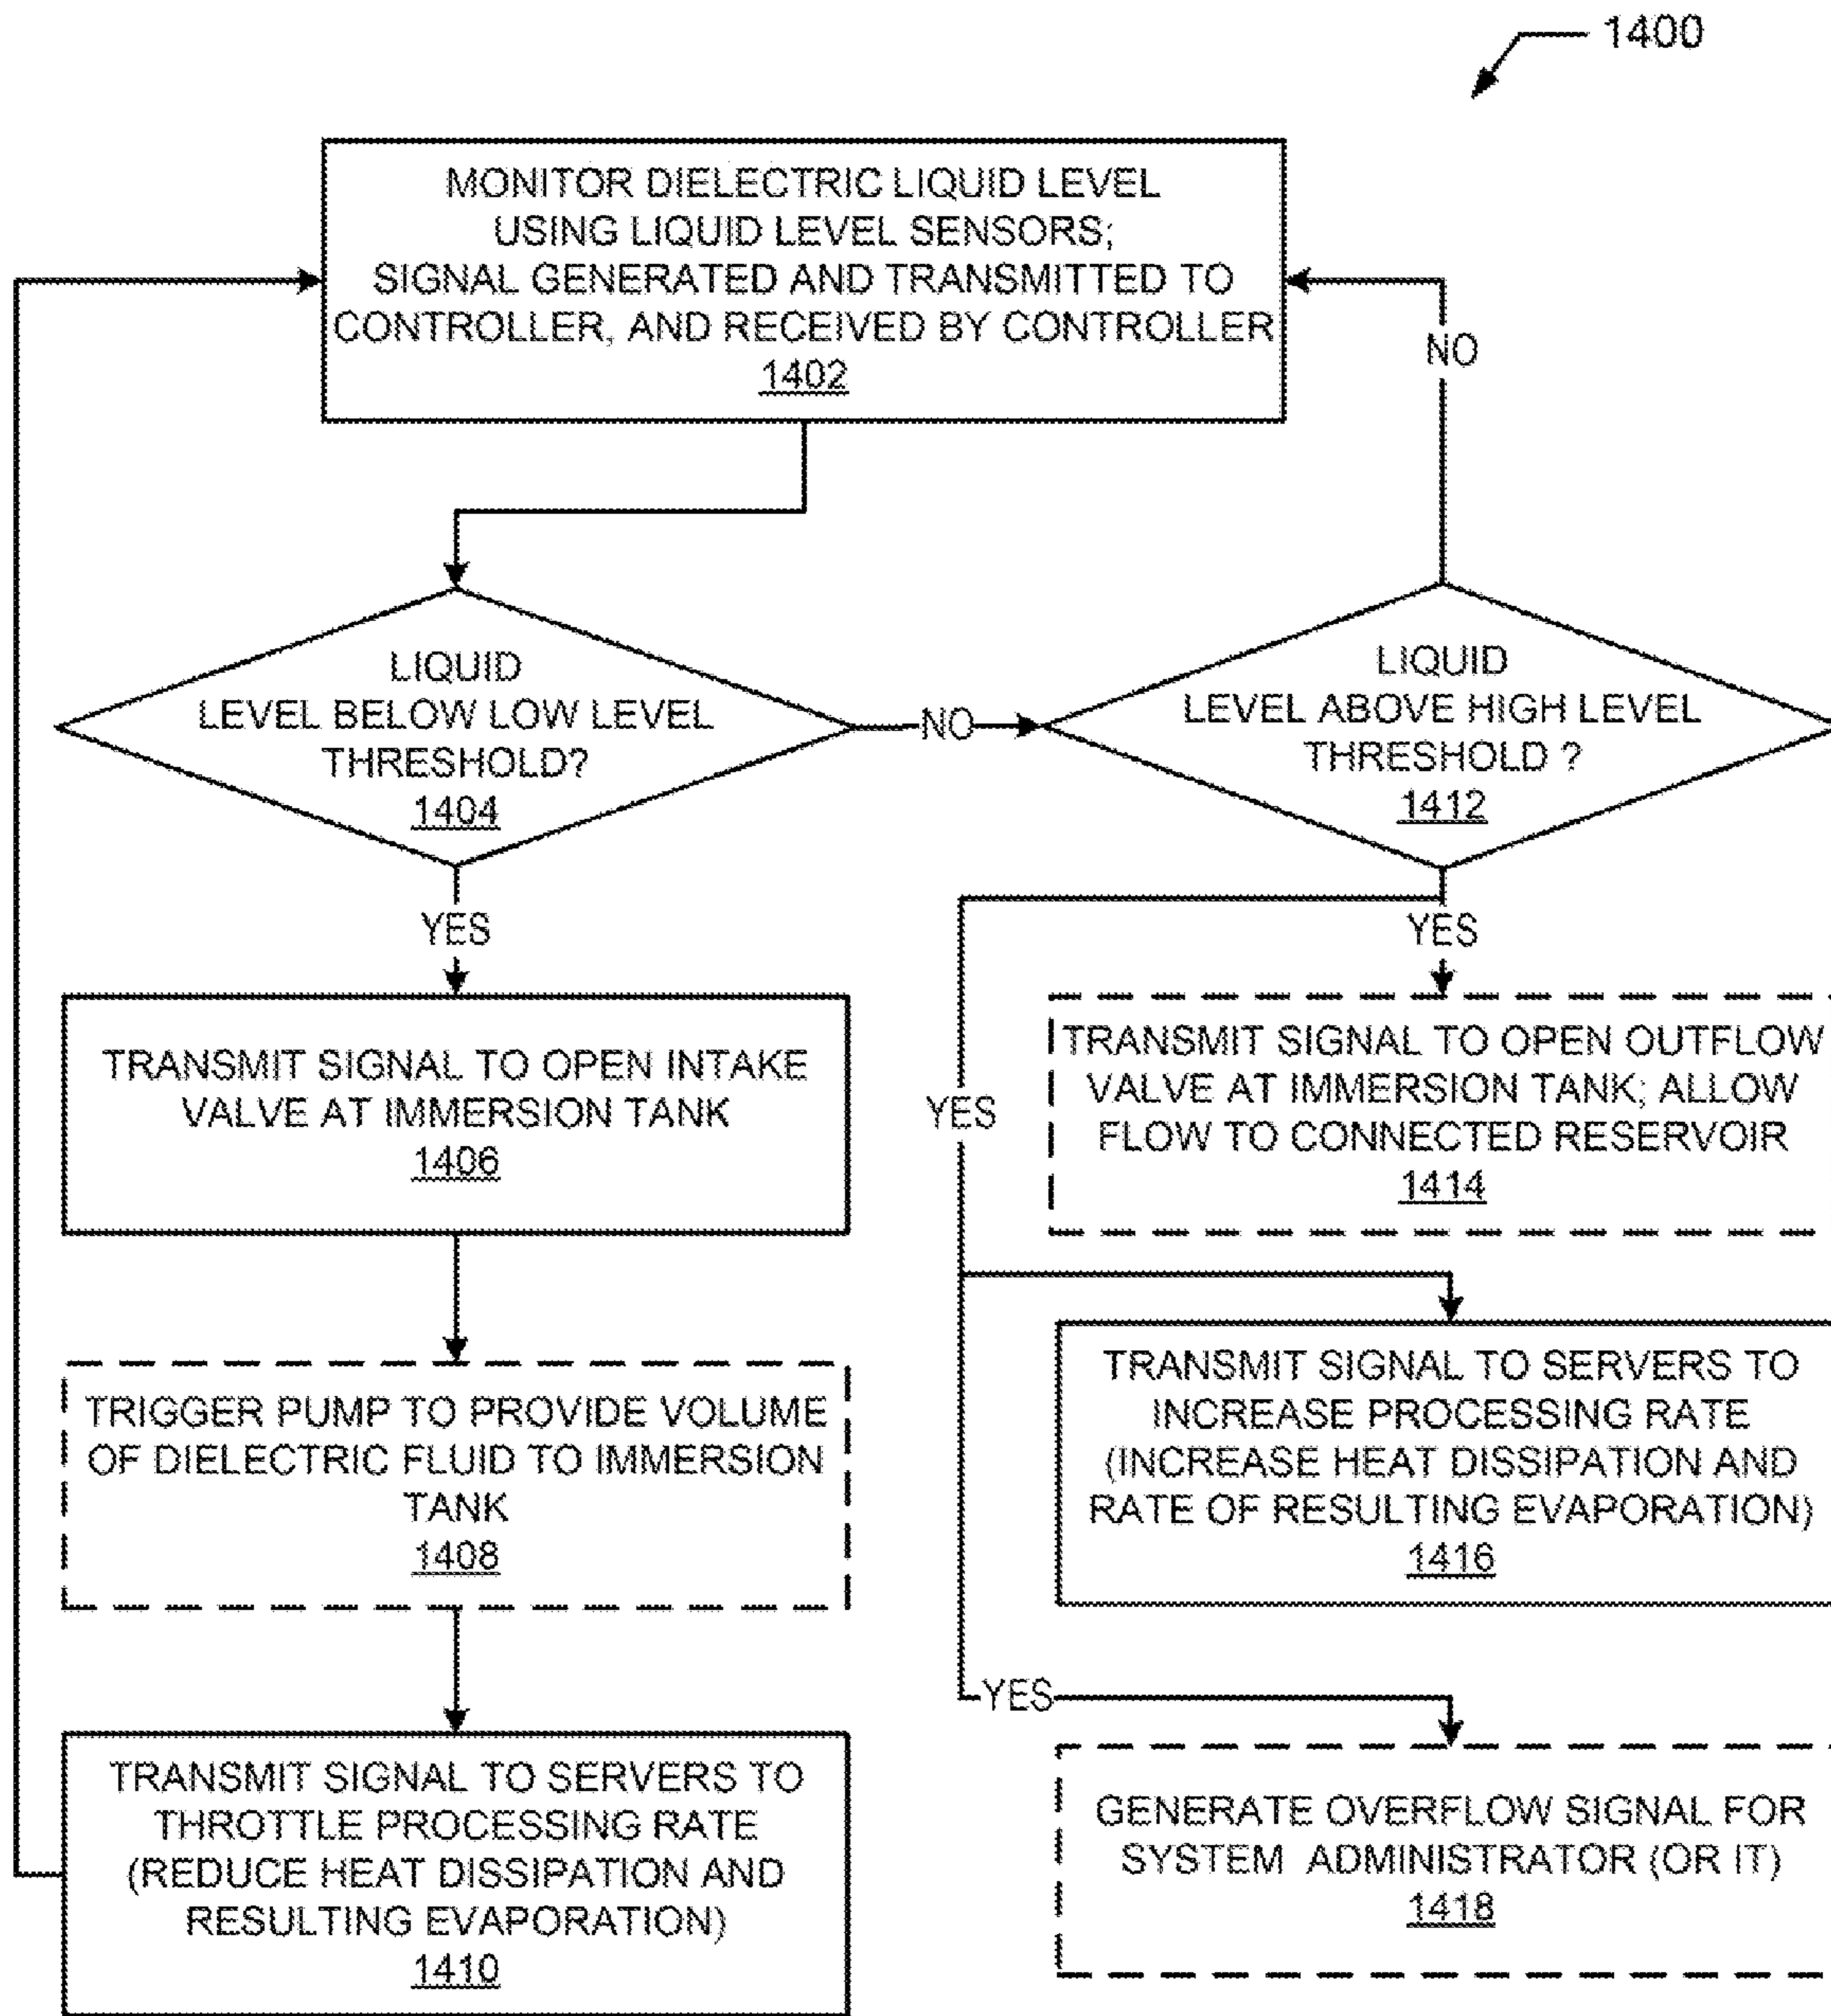 1400
MONITOR DIELECTRIC LIQUID LEVEL
USING LIQUID LEVEL SENSORS;
SIGNAL GENERATED AND TRANSMITTED TO
CONTROLLER, AND RECEIVED BY CONTROLLER
1402
NO
LIQUID
LEVEL BELOW LOW LEVEL
THRESHOLD?
1404
NO
LIQUID
LEVEL ABOVE HIGH LEVEL
THRESHOLD ?
1412
YES
TRANSMIT SIGNAL TO OPEN INTAKE
VALVE AT IMMERSION TANK
1406
TRIGGER PUMP TO PROVIDE VOLUME
OF DIELECTRIC FLUID TO IMMERSION
TANK
1408
TRANSMIT SIGNAL TO SERVERS TO
THROTTLE PROCESSING RATE
(REDUCE HEAT DISSIPATION AND
RESULTING EVAPORATION)
1410
YES
YES
TRANSMIT SIGNAL TO OPEN OUTFLOW
VALVE AT IMMERSION TANK; ALLOW
FLOW TO CONNECTED RESERVOIR
1414
TRANSMIT SIGNAL TO SERVERS TO
INCREASE PROCESSING RATE
(INCREASE HEAT DISSIPATION AND
RATE OF RESULTING EVAPORATION)
1416
YES
GENERATE OVERFLOW SIGNAL FOR
SYSTEM ADMINISTRATOR (OR IT)
1418